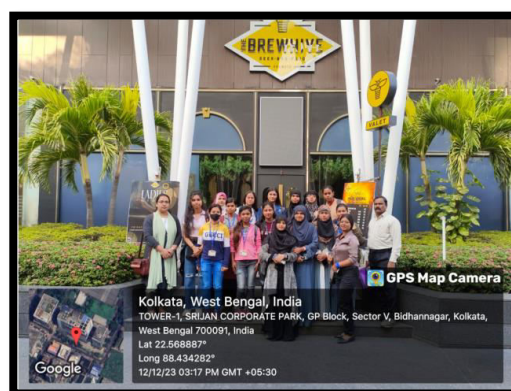 THE
BREWHIVE
VALET
LADIES
GUCCI
GPS Map Camera
Kolkata, West Bengal, India
TOWER-1, SRIJAN CORPORATE PARK, GP Block, Sector V, Bidhannagar, Kolkata,
West Bengal 700091, India
Lat 22.568887°
Long 88.434282°
12/12/23 03:17 PM GMT +05:30
Google